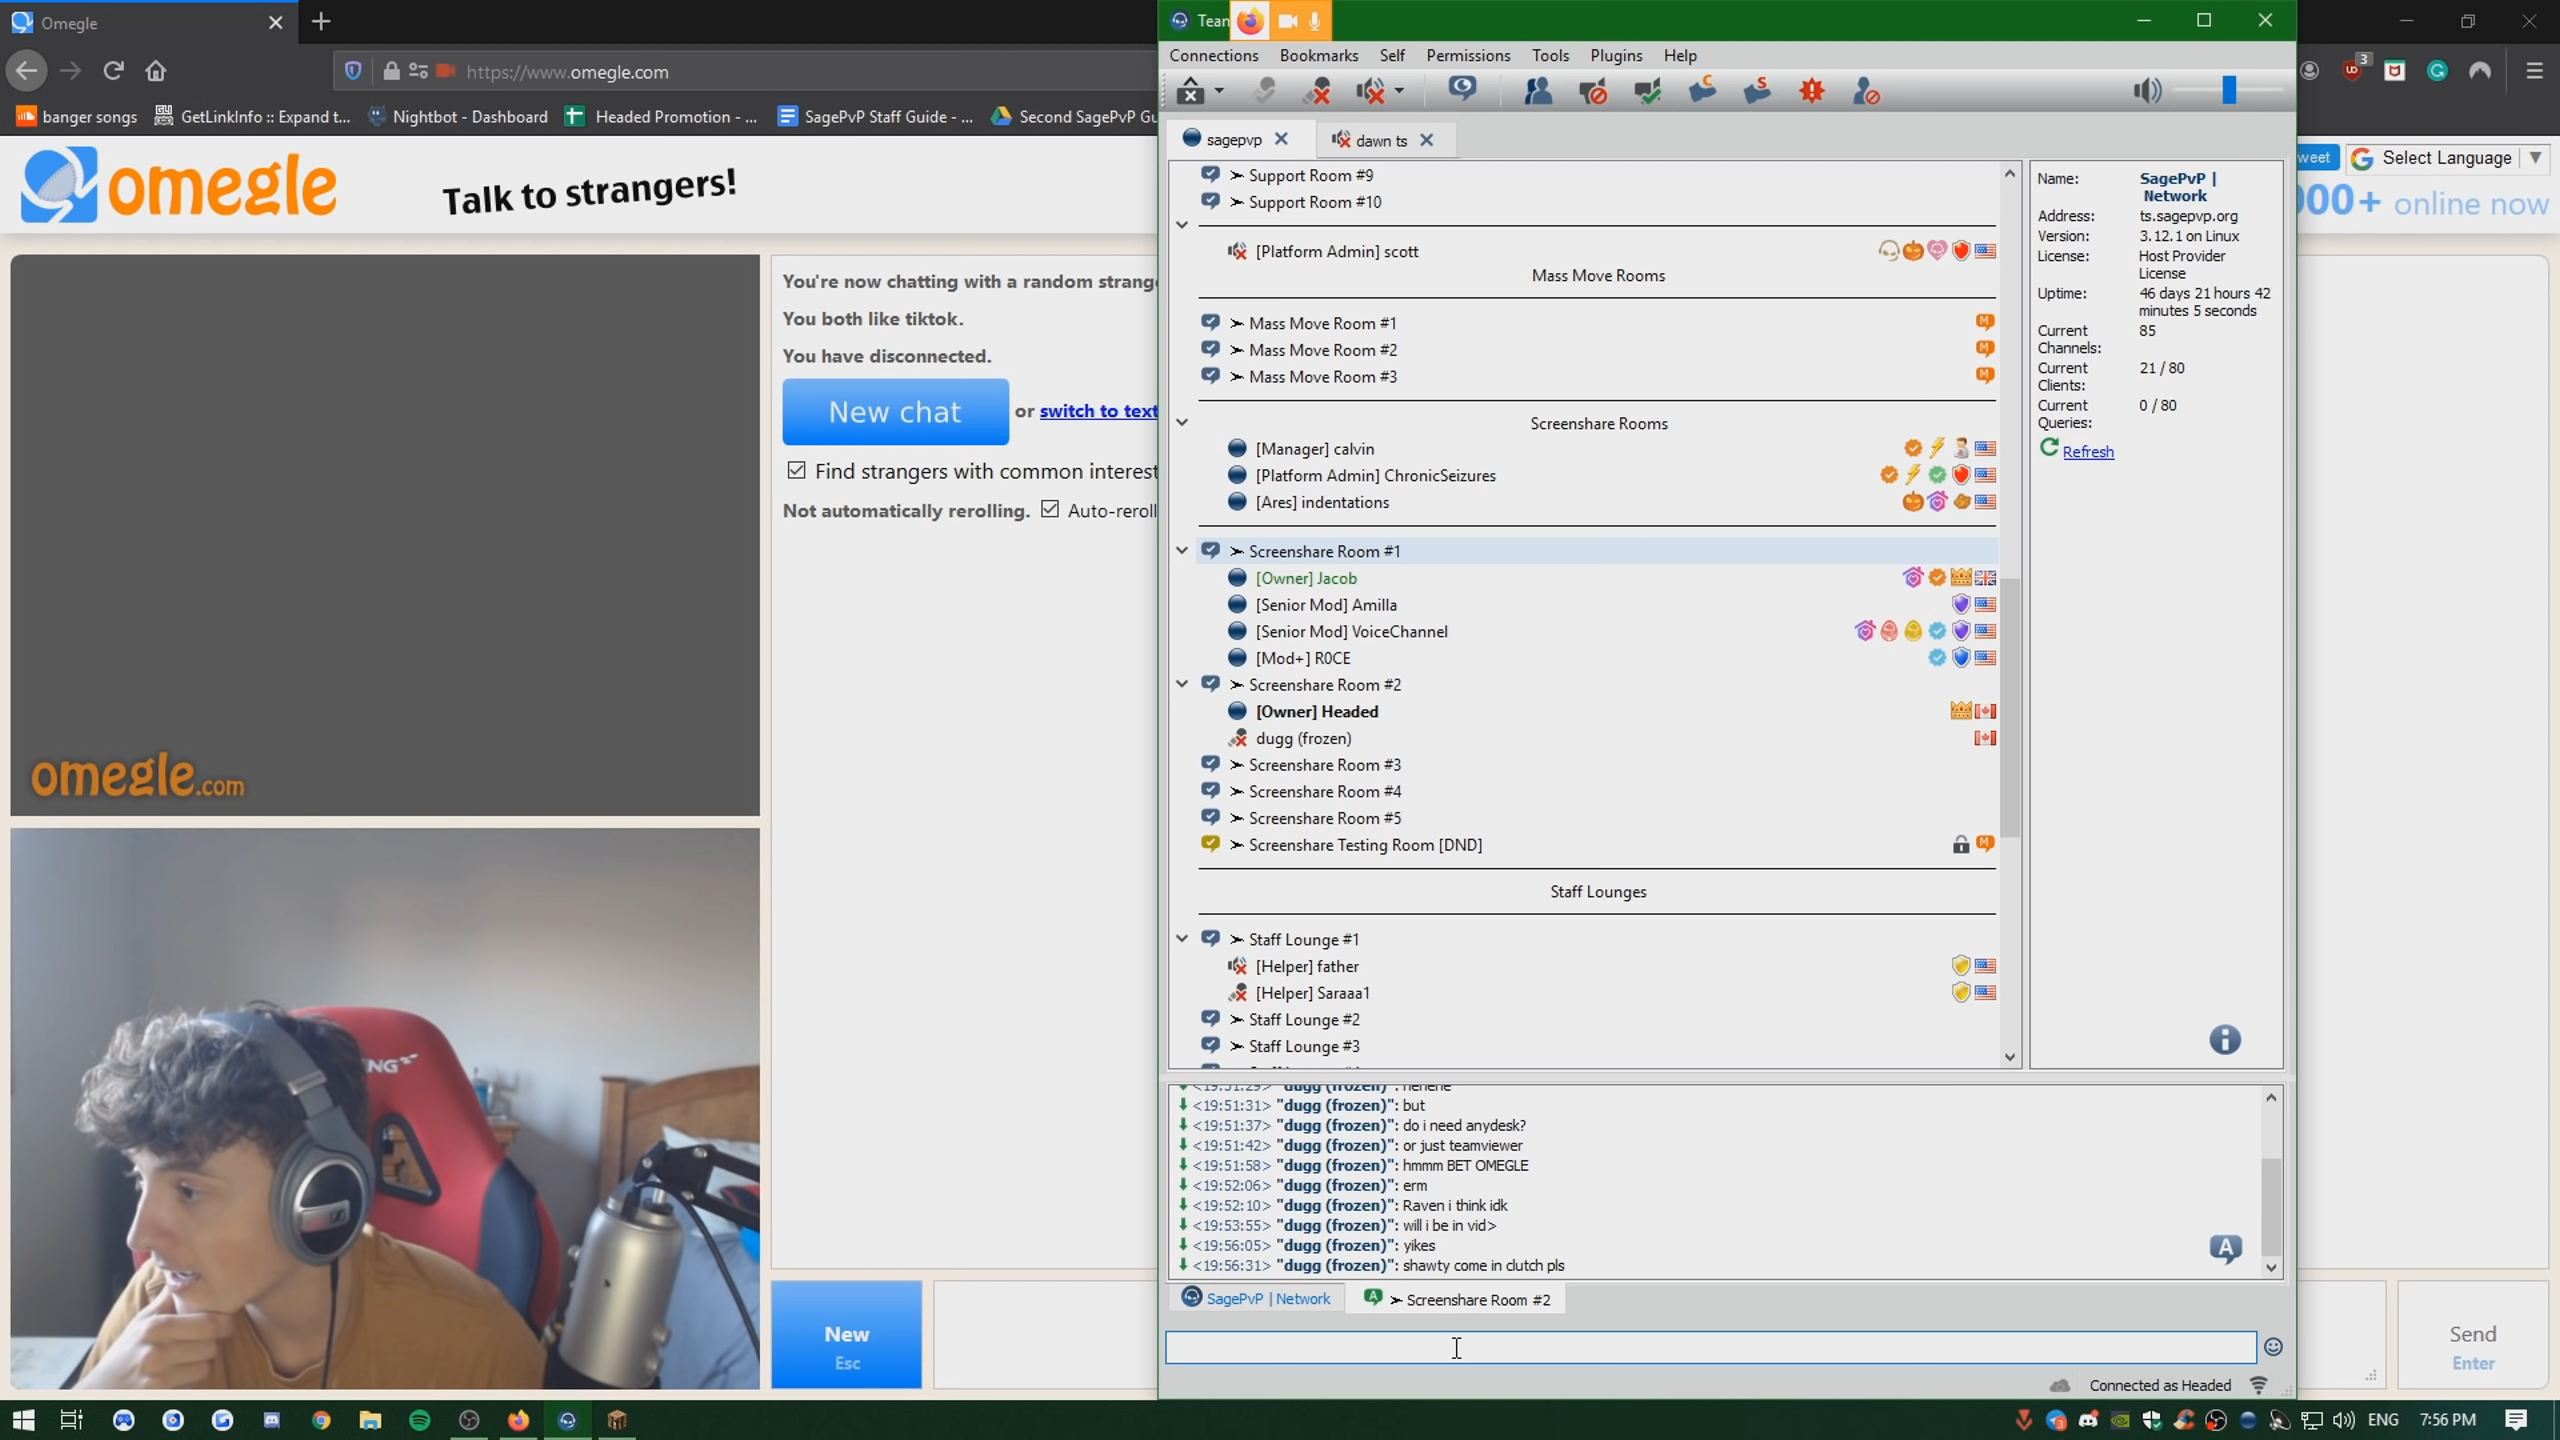 Omegle
https://www.omegle.com
banger songs
GetLinkInfo :: Expand t...
Nightbot - Dashboard
Headed Promotion - ...
SagePvP Staff Guide - ...
Second SagePvP Gu
omegle
Talk to strangers!
weet
Select Language
000+ online now
You're now chatting with a random strange
You both like tiktok.
You have disconnected.
New chat
or switch to text
Find strangers with common interest
Not automatically rerolling.
Auto-reroll
omegle.com
New
Esc
Send
Enter
Tean
Connections Bookmarks Self Permissions Tools Plugins Help
sagepvp
dawn ts
Support Room #9
Support Room #10
[Platform Admin] scott
Mass Move Rooms
Mass Move Room #1
Mass Move Room #2
Mass Move Room #3
Screenshare Rooms
[Manager] calvin
[Platform Admin] ChronicSeizures
[Ares] indentations
Screenshare Room #1
[Owner] Jacob
[Senior Mod] Amilla
[Senior Mod] VoiceChannel
[Mod+] R0CE
Screenshare Room #2
[Owner] Headed
dugg (frozen)
Screenshare Room #3
Screenshare Room #4
Screenshare Room #5
Screenshare Testing Room [DND]
Staff Lounges
Staff Lounge #1
[Helper] father
[Helper] Saraaa1
Staff Lounge #2
Staff Lounge #3
Name: SagePvP | Network
Address: ts.sagepvp.org
Version: 3.12.1 on Linux
License: Host Provider License
Uptime: 46 days 21 hours 42 minutes 5 seconds
Current Channels: 85
Current Clients: 21 / 80
Current Queries: 0 / 80
Refresh
<19:51:29> "dugg (frozen)": hehehe
<19:51:31> "dugg (frozen)": but
<19:51:37> "dugg (frozen)": do i need anydesk?
<19:51:42> "dugg (frozen)": or just teamviewer
<19:51:58> "dugg (frozen)": hmmm BET OMEGLE
<19:52:06> "dugg (frozen)": erm
<19:52:10> "dugg (frozen)": Raven i think idk
<19:53:55> "dugg (frozen)": will i be in vid>
<19:56:05> "dugg (frozen)": yikes
<19:56:31> "dugg (frozen)": shawty come in clutch pls
SagePvP | Network
Screenshare Room #2
Connected as Headed
ENG
7:56 PM